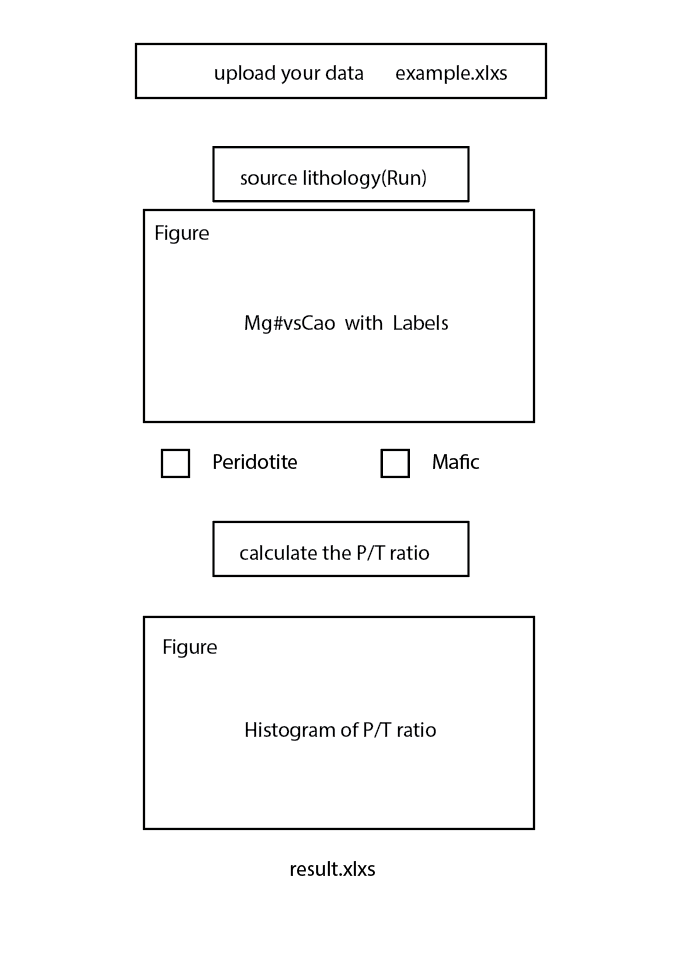 upload your data example.xlxs
source lithology(Run)
Figure
Mg#vsCao with Labels
Peridotite Mafic
calculate the P/T ratio
Figure
Histogram of P/T ratio
result.xlxs